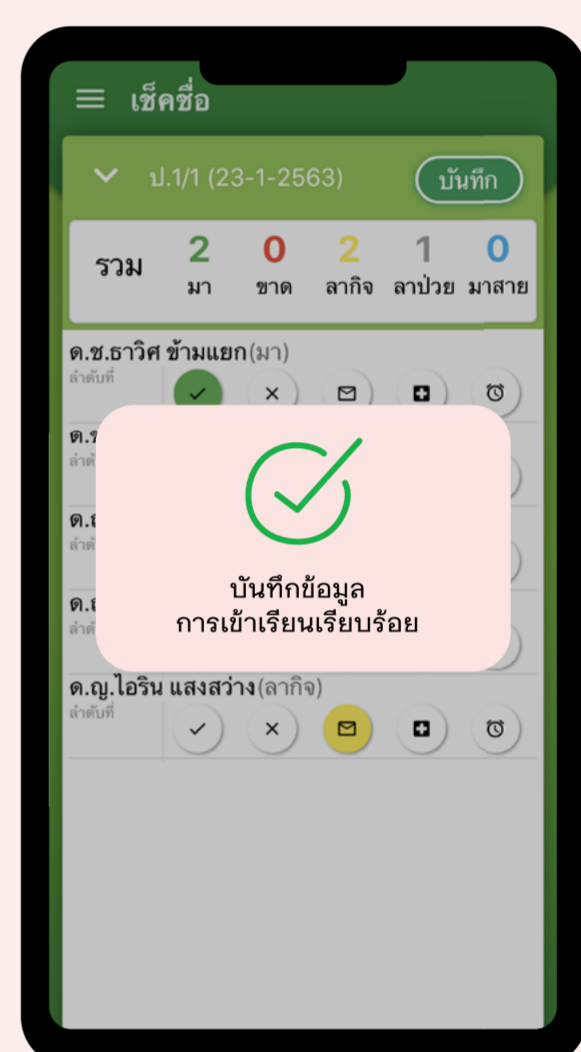 เช็คชื่อ
ป.1/1 (23-1-2563)
บันทึก
รวม
2 0 2 1 0
มา ขาด ลากิจ ลาป่วย มาสาย
ด.ช.ธาวิศ ข้ามแยก(มา)
ลำดับที่
บันทึกข้อมูล
การเข้าเรียนเรียบร้อย
ด.ญ.ไอริน แสงสว่าง(ลากิจ)
ลำดับที่